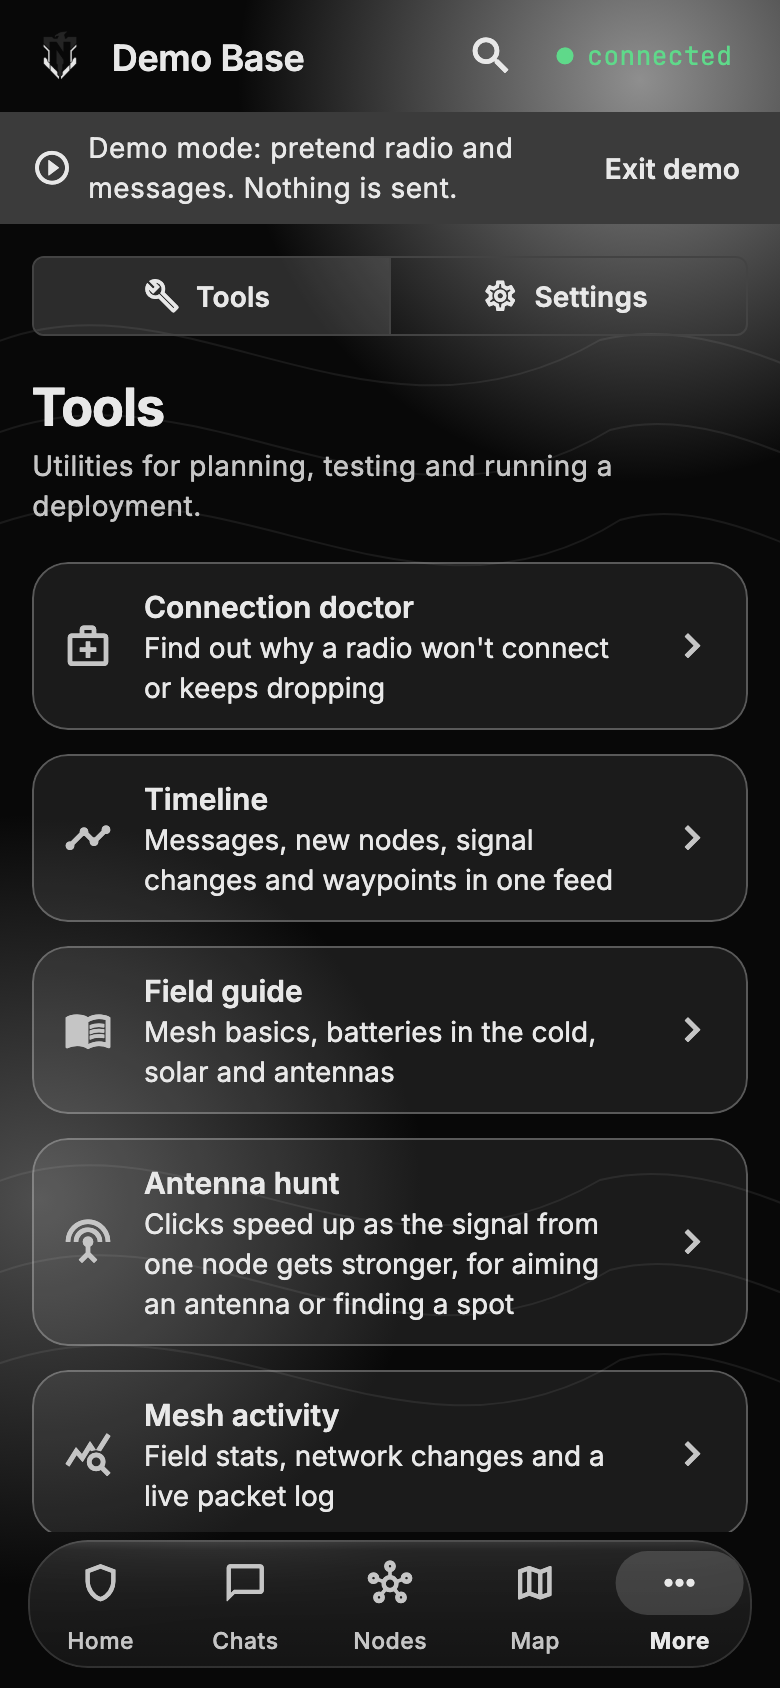 Demo Base
connected
Demo mode: pretend radio and
messages. Nothing is sent.
Exit demo
Tools
Settings
Tools
Utilities for planning, testing and running a
deployment.
Connection doctor
Find out why a radio won't connect
or keeps dropping
Timeline
Messages, new nodes, signal
changes and waypoints in one feed
Field guide
Mesh basics, batteries in the cold,
solar and antennas
Antenna hunt
Clicks speed up as the signal from
one node gets stronger, for aiming
an antenna or finding a spot
Mesh activity
Field stats, network changes and a
live packet log
Home
Chats
Nodes
Map
More